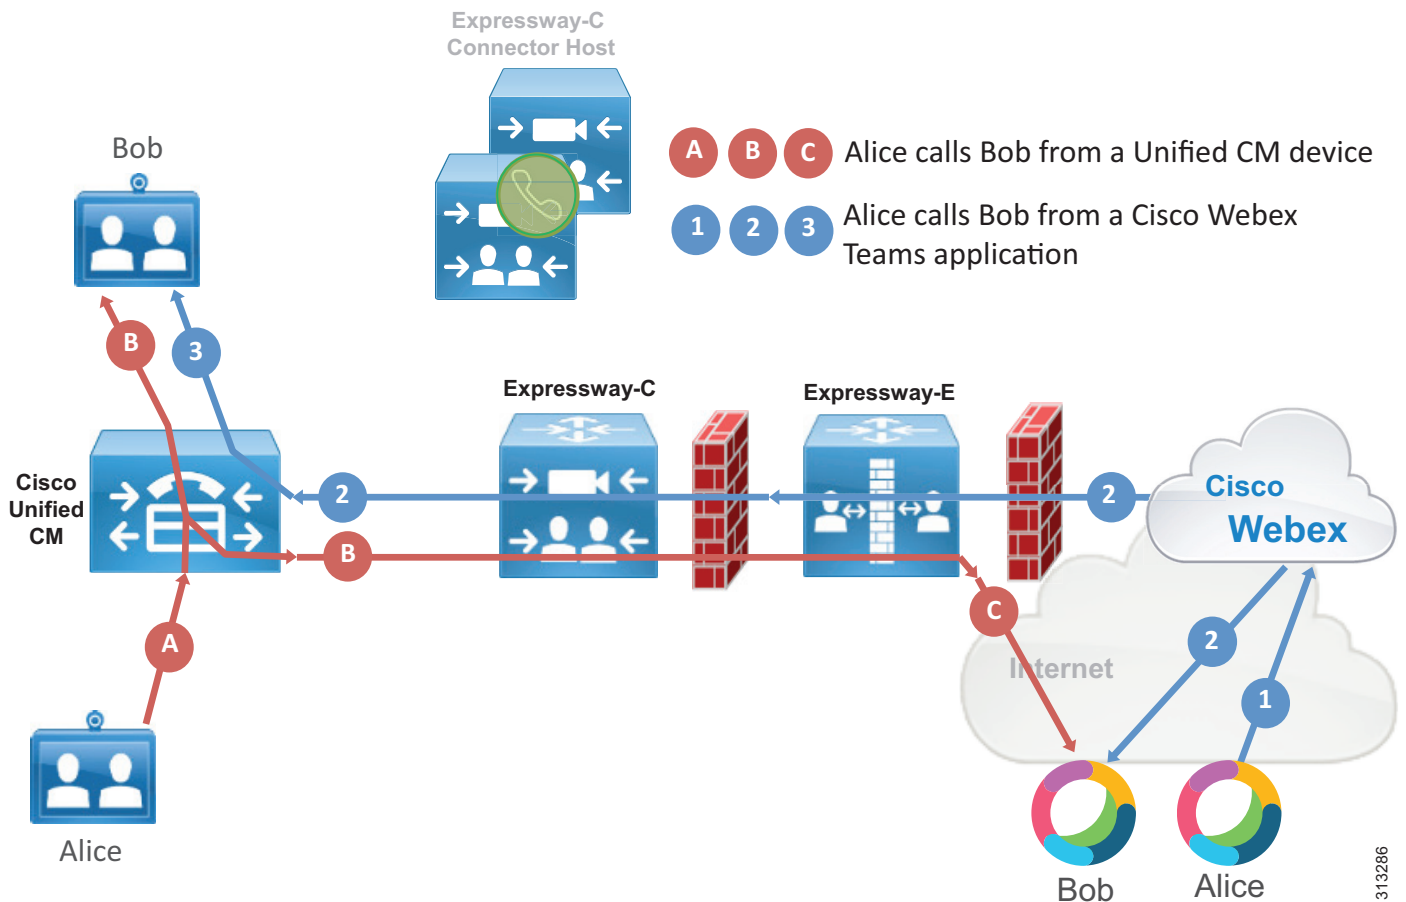 Expressway-C
Connector Host
A B C Alice calls Bob from a Unified CM device
1 2 3 Alice calls Bob from a Cisco Webex
Teams application
Bob
B
3
Expressway-C
Expressway-E
Cisco
Unified
CM
2
2
Cisco
Webex
B
C
A
2
Internet
1
Alice
Bob
Alice
313286